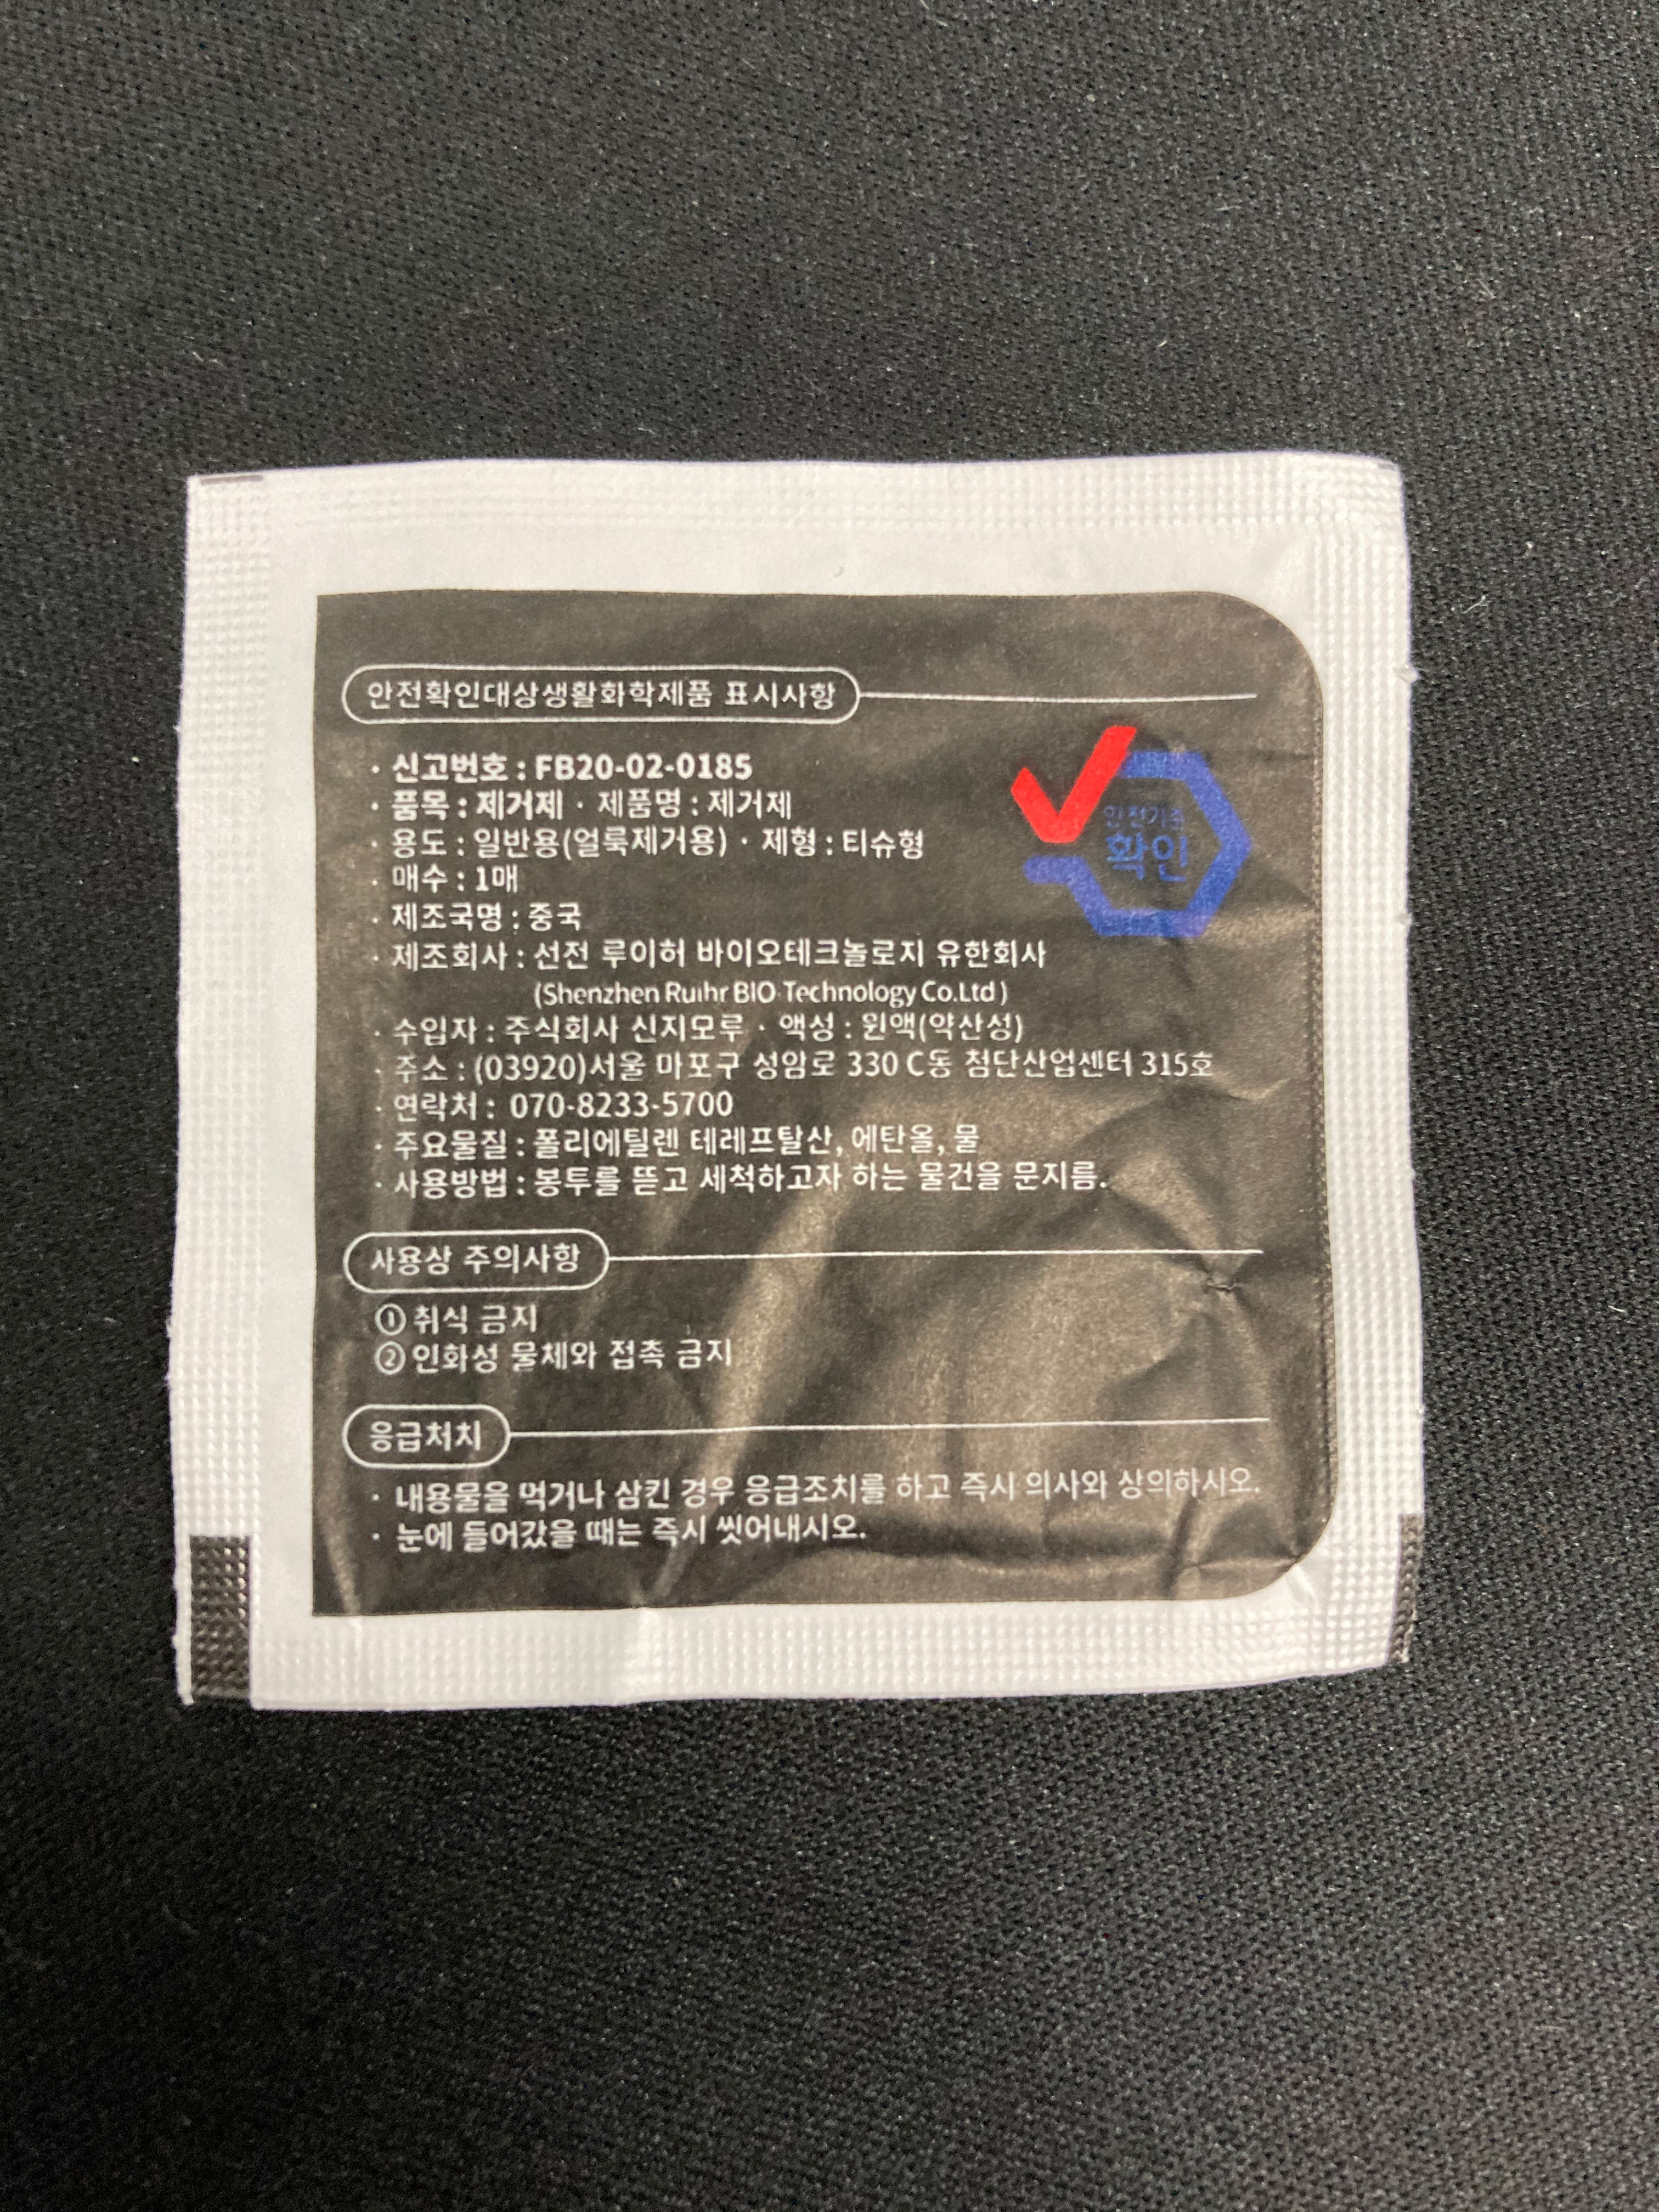 안전확인대상생활화학제품 표시사항
· 신고번호 : FB20-02-0185
· 품목 : 제거제 · 제품명 : 제거제
· 용도 : 일반용(얼룩제거용) · 제형 : 티슈형
· 매수 : 1매
· 제조국명 : 중국
· 제조회사 : 선전 루이허 바이오테크놀로지 유한회사
(Shenzhen Ruihr BIO Technology Co.Ltd)
· 수입자 : 주식회사 신지모루 · 액성 : 원액(약산성)
· 주소 : (03920)서울 마포구 성암로 330 C동 첨단산업센터 315호
· 연락처 : 070-8233-5700
· 주요물질 : 폴리에틸렌 테레프탈산, 에탄올, 물
· 사용방법 : 봉투를 뜯고 세척하고자 하는 물건을 문지름.
안전기준
확인
사용상 주의사항
① 취식 금지
② 인화성 물체와 접촉 금지
응급처치
· 내용물을 먹거나 삼킨 경우 응급조치를 하고 즉시 의사와 상의하시오.
· 눈에 들어갔을 때는 즉시 씻어내시오.